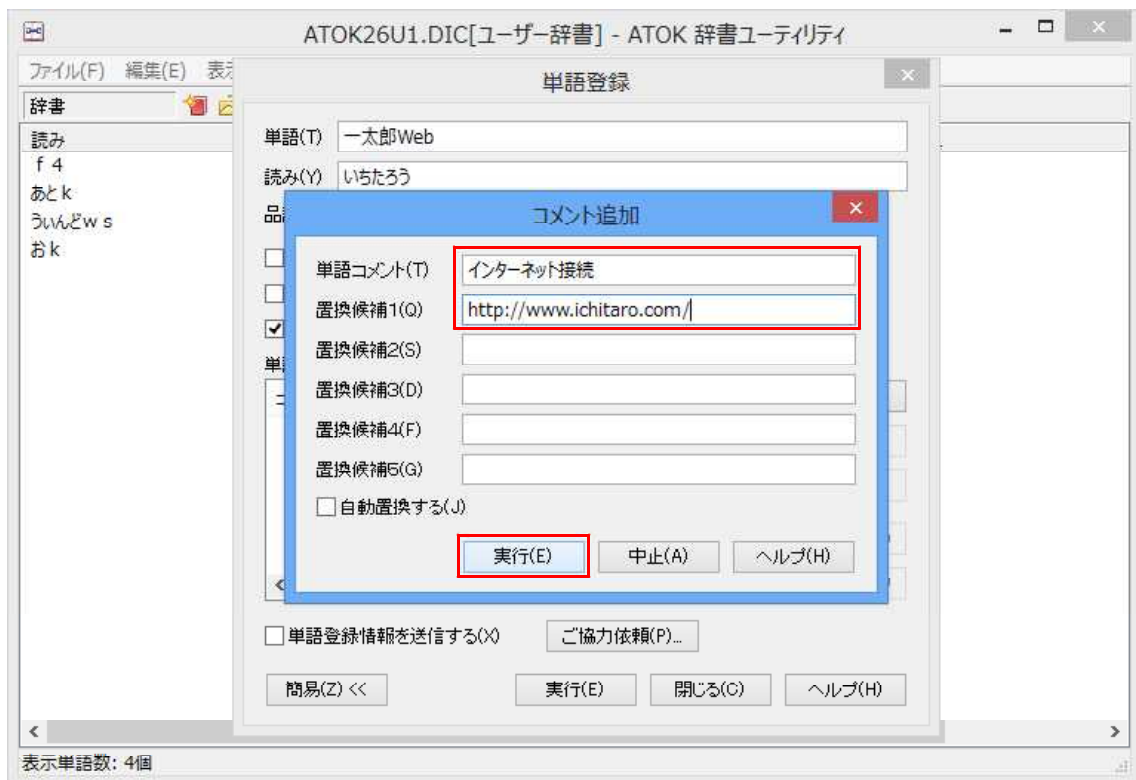 ATOK26U1.DIC[ユーザー辞書] - ATOK 辞書ユーティリティ
ファイル(F) 編集(E) 表示
単語登録
辞書
読み
f 4
あとk
うぃんどw s
おk
単語(T) 一太郎Web
読み(Y) いちたろう
コメント追加
単語コメント(T) インターネット接続
置換候補1(Q) http://www.ichitaro.com/
置換候補2(S)
置換候補3(D)
置換候補4(F)
置換候補5(G)
自動置換する(J)
実行(E) 中止(A) ヘルプ(H)
単語登録情報を送信する(X) ご協力依頼(P)...
簡易(Z) << 実行(E) 閉じる(C) ヘルプ(H)
表示単語数: 4個